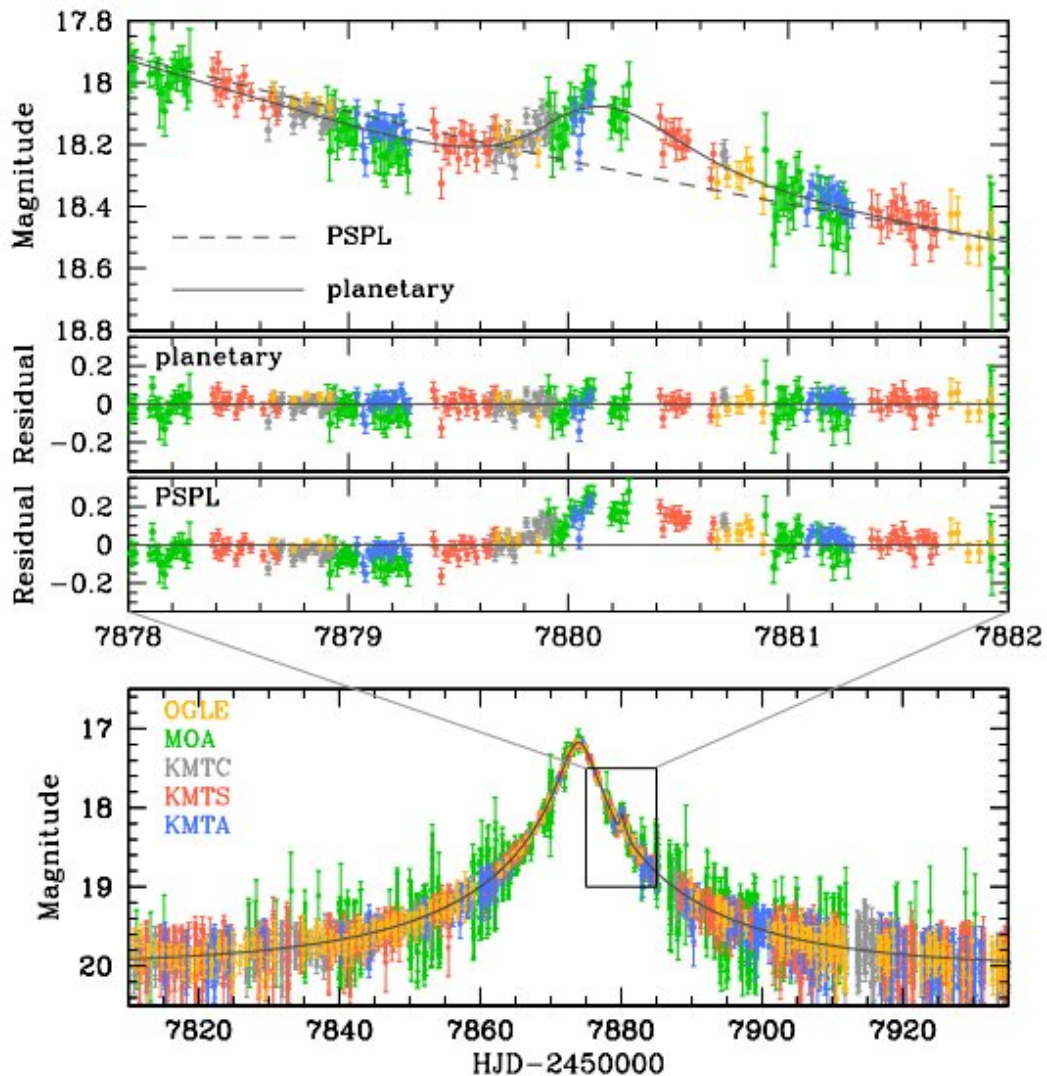 17.8
18
18.2
18.4
18.6
18.8
Magnitude
PSPL
planetary
planetary
0.2
0
-0.2
Residual
PSPL
0.2
0
-0.2
Residual
7878 7879 7880 7881 7882
OGLE
MOA
KMTC
KMTS
KMTA
17
18
19
20
Magnitude
7820 7840 7860 7880 7900 7920
HJD-2450000